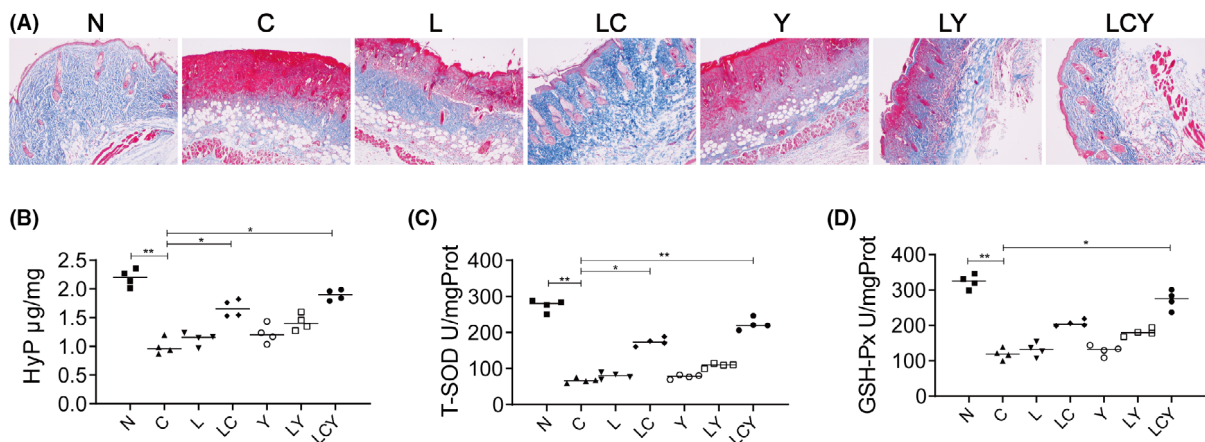 (A) N C L LC Y LY LCY
(B) (C) (D)
* * **
** * **
** *
HyP µg/mg
2.5
2.0
1.5
1.0
0.5
0.0
N C L LC Y LY LCY
T-SOD U/mgProt
400
300
200
100
0
N C L LC Y LY LCY
GSH-Px U/mgProt
400
300
200
100
0
N C L LC Y LY LCY